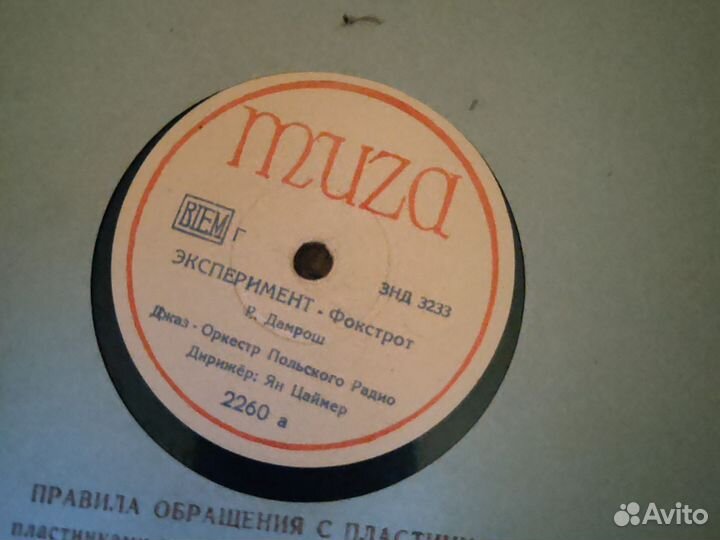 muza
BIEM г
ЗНД 3233
ЭКСПЕРИМЕНТ - Фокстрот
Р. Дамрош
Джаз - Оркестр Польского Радио
Дирижёр: Ян Цаймер
2260 а
ПРАВИЛА ОБРАЩЕНИЯ С ПЛАСТИН
пластинками
Avito